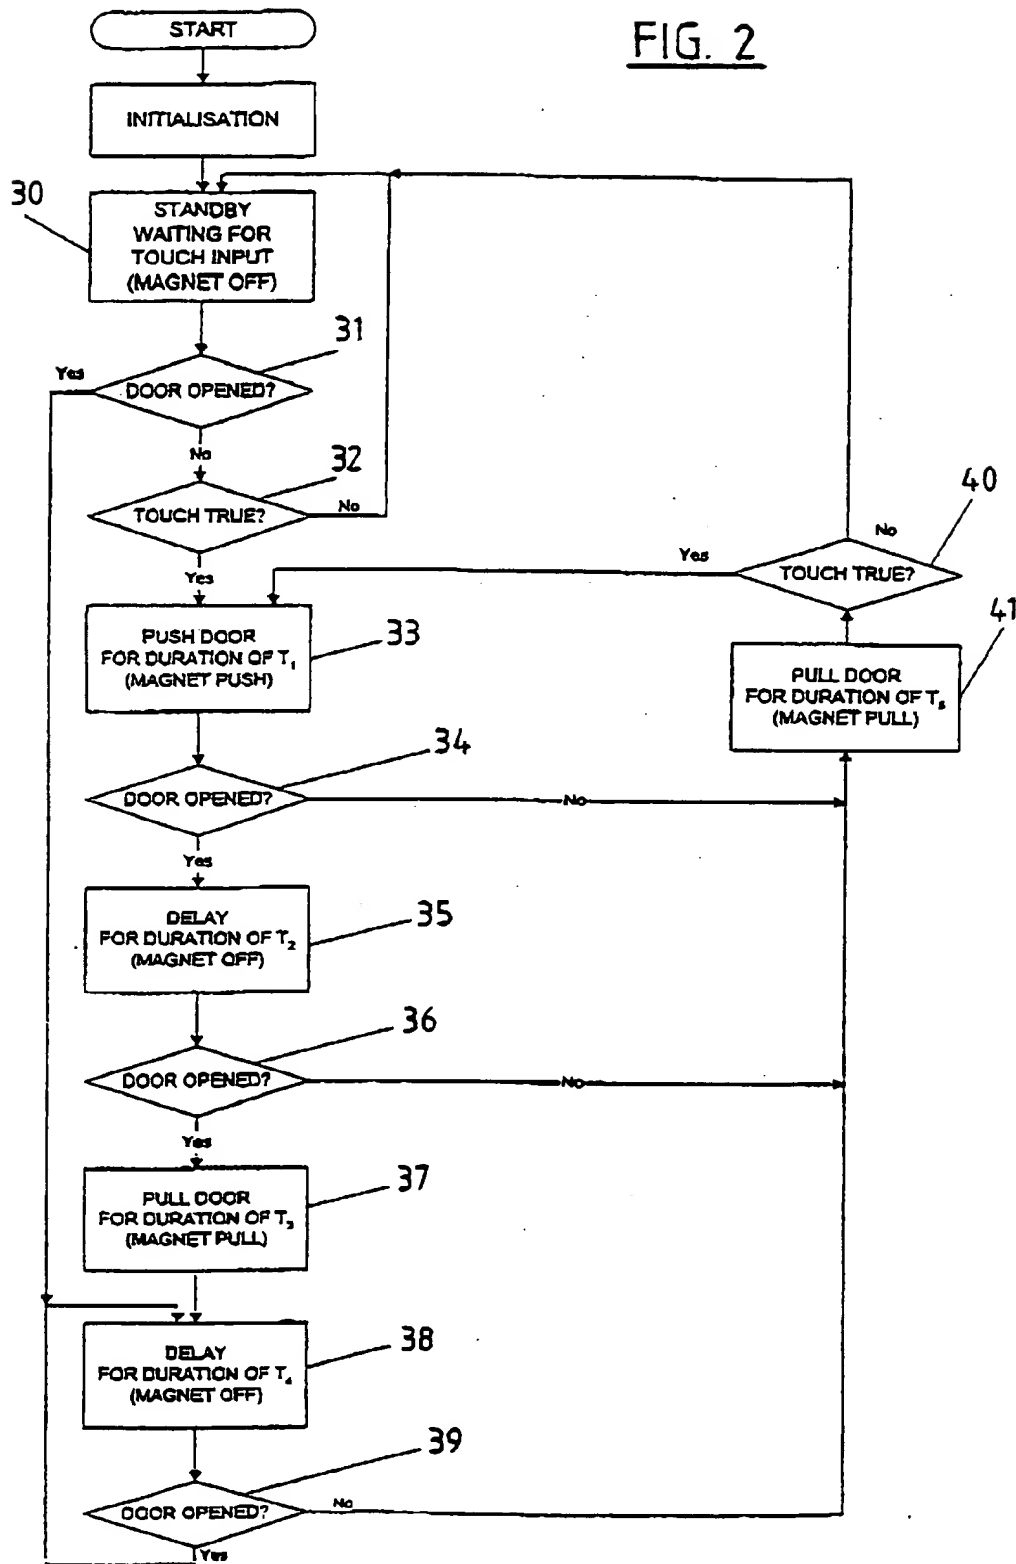 START
FIG. 2
INITIALISATION
30
STANDBY
WAITING FOR
TOUCH INPUT
(MAGNET OFF)
31
Yes
DOOR OPENED?
No
32
TOUCH TRUE?
No
Yes
40
No
Yes
TOUCH TRUE?
33
PUSH DOOR
FOR DURATION OF T₁
(MAGNET PUSH)
41
PULL DOOR
FOR DURATION OF T₅
(MAGNET PULL)
34
DOOR OPENED?
No
Yes
35
DELAY
FOR DURATION OF T₂
(MAGNET OFF)
36
DOOR OPENED?
No
Yes
37
PULL DOOR
FOR DURATION OF T₃
(MAGNET PULL)
38
DELAY
FOR DURATION OF T₄
(MAGNET OFF)
39
DOOR OPENED?
No
Yes